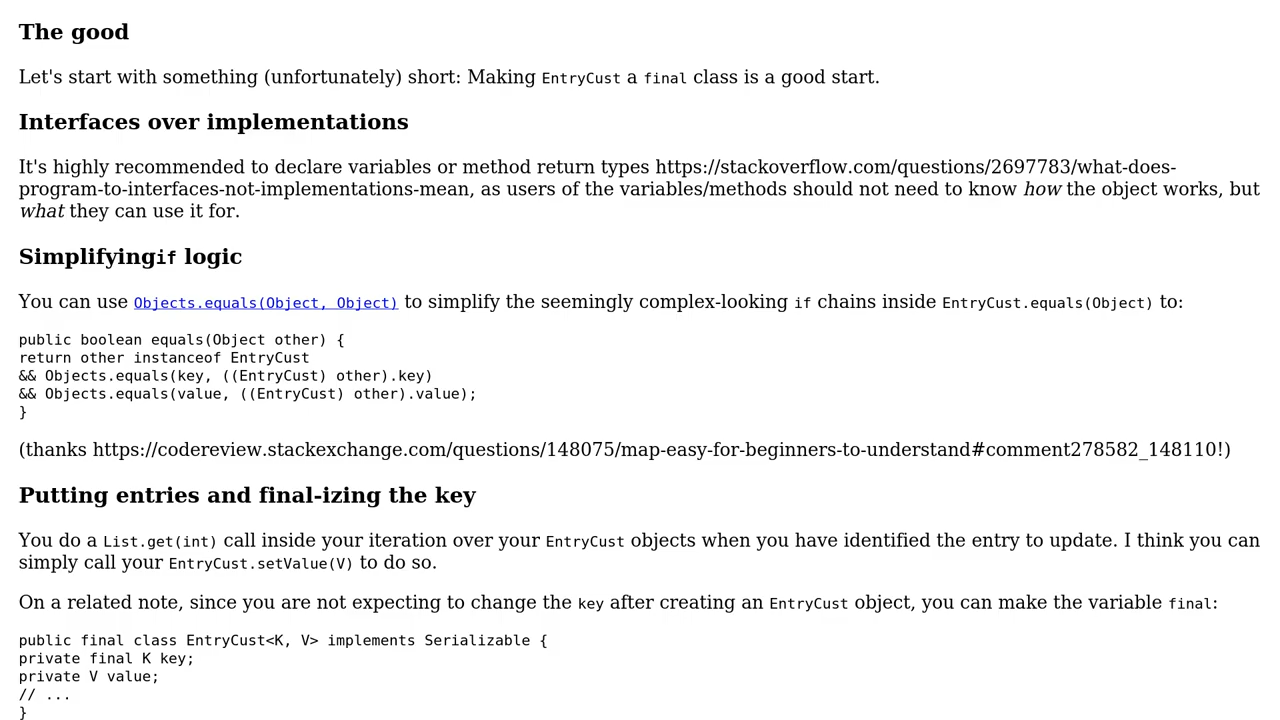 The good
Let's start with something (unfortunately) short: Making EntryCust a final class is a good start.
Interfaces over implementations
It's highly recommended to declare variables or method return types https://stackoverflow.com/questions/2697783/what-does-
program-to-interfaces-not-implementations-mean, as users of the variables/methods should not need to know how the object works, but
what they can use it for.
Simplifyingif logic
You can use Objects.equals(Object, Object) to simplify the seemingly complex-looking if chains inside EntryCust.equals(Object) to:
public boolean equals(Object other) {
return other instanceof EntryCust
&& Objects.equals(key, ((EntryCust) other).key)
&& Objects.equals(value, ((EntryCust) other).value);
}
(thanks https://codereview.stackexchange.com/questions/148075/map-easy-for-beginners-to-understand#comment278582_148110!)
Putting entries and final-izing the key
You do a List.get(int) call inside your iteration over your EntryCust objects when you have identified the entry to update. I think you can
simply call your EntryCust.setValue(V) to do so.
On a related note, since you are not expecting to change the key after creating an EntryCust object, you can make the variable final:
public final class EntryCust<K, V> implements Serializable {
private final K key;
private V value;
// ...
}